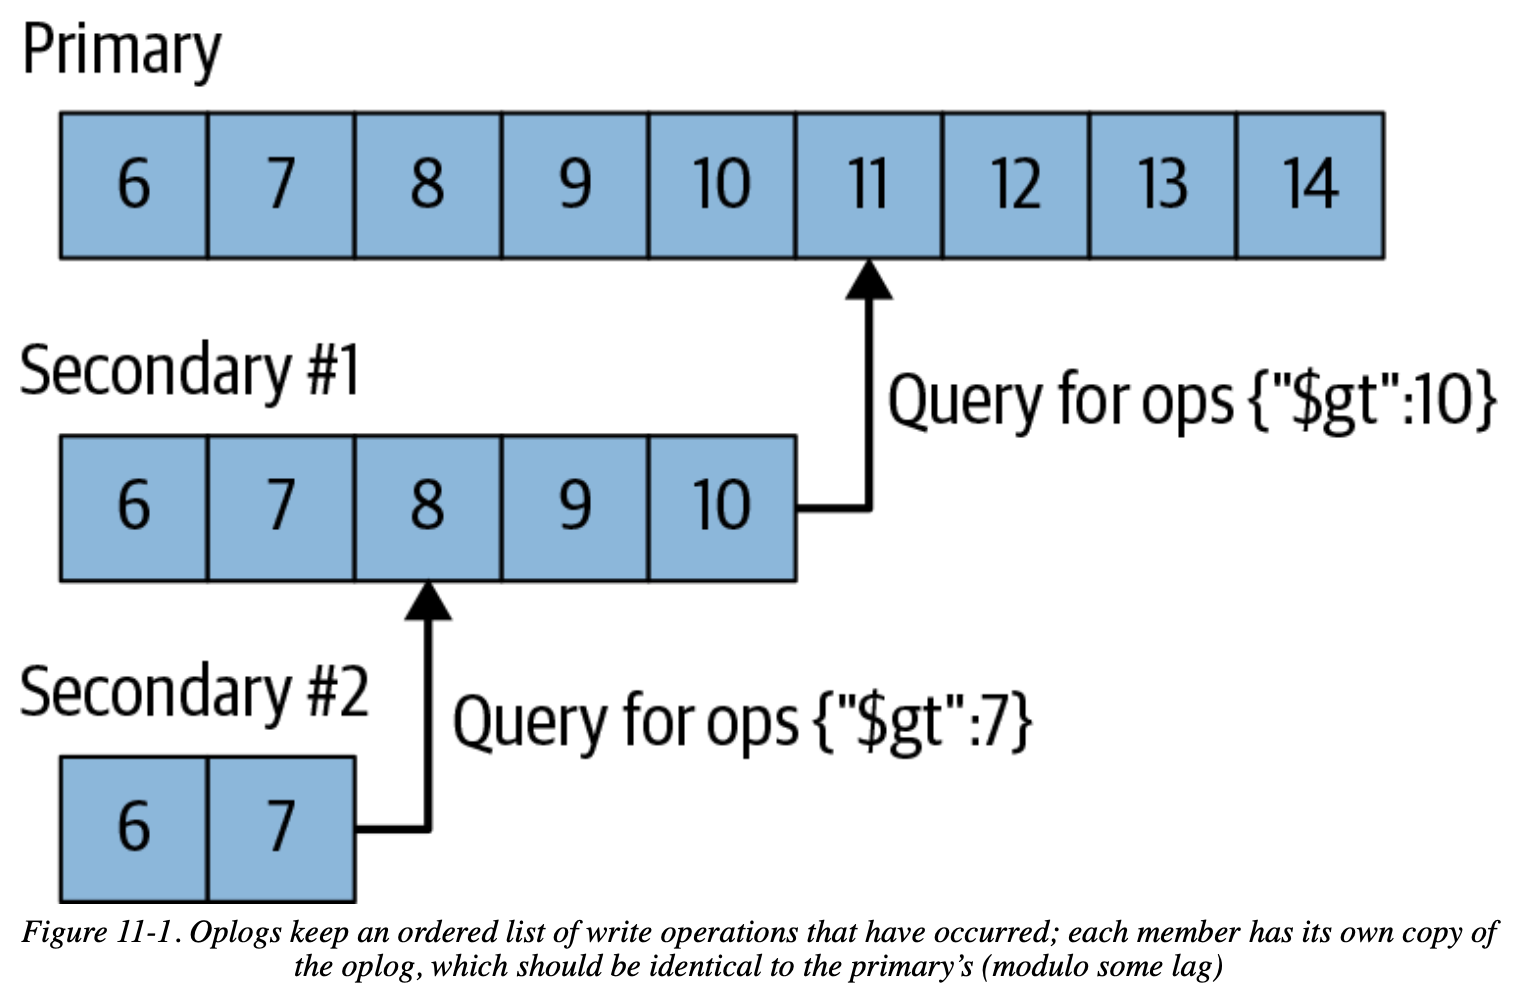 Primary
6 7 8 9 10 11 12 13 14
Secondary #1
Query for ops {"$gt":10}
6 7 8 9 10
Secondary #2
Query for ops {"$gt":7}
6 7
Figure 11-1. Oplogs keep an ordered list of write operations that have occurred; each member has its own copy of
the oplog, which should be identical to the primary’s (modulo some lag)